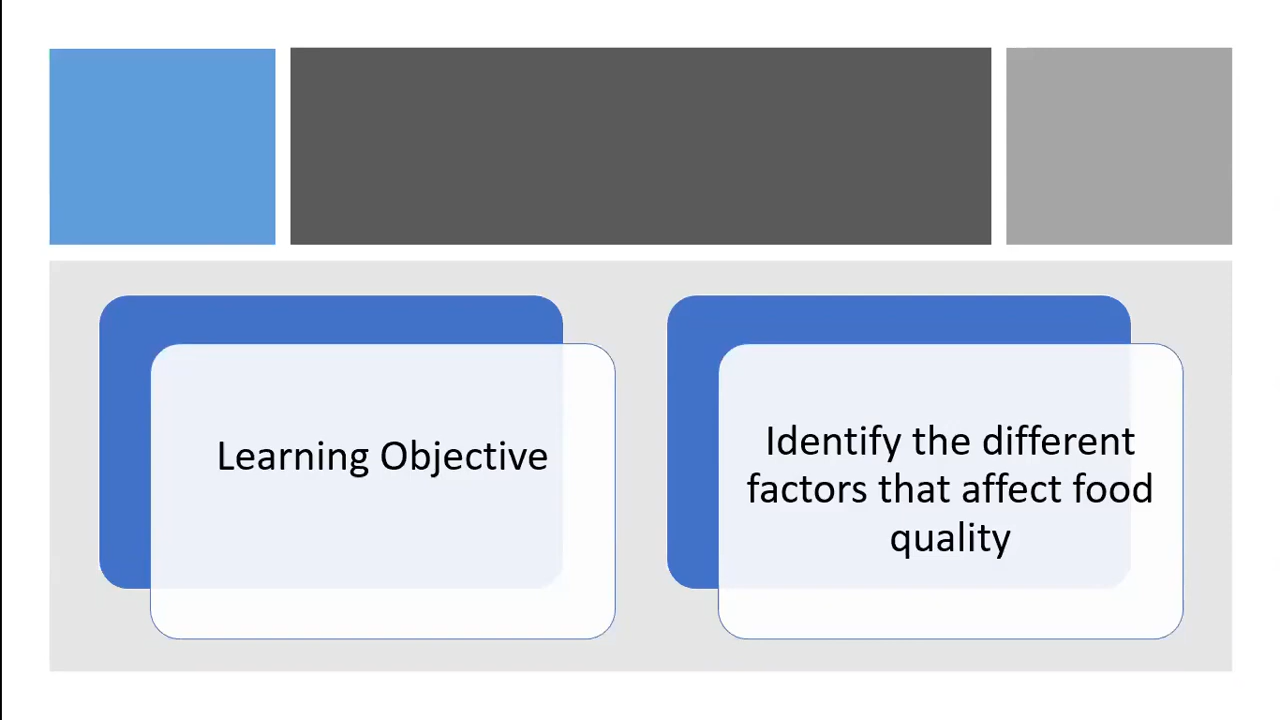 Learning Objective
Identify the different
factors that affect food
quality